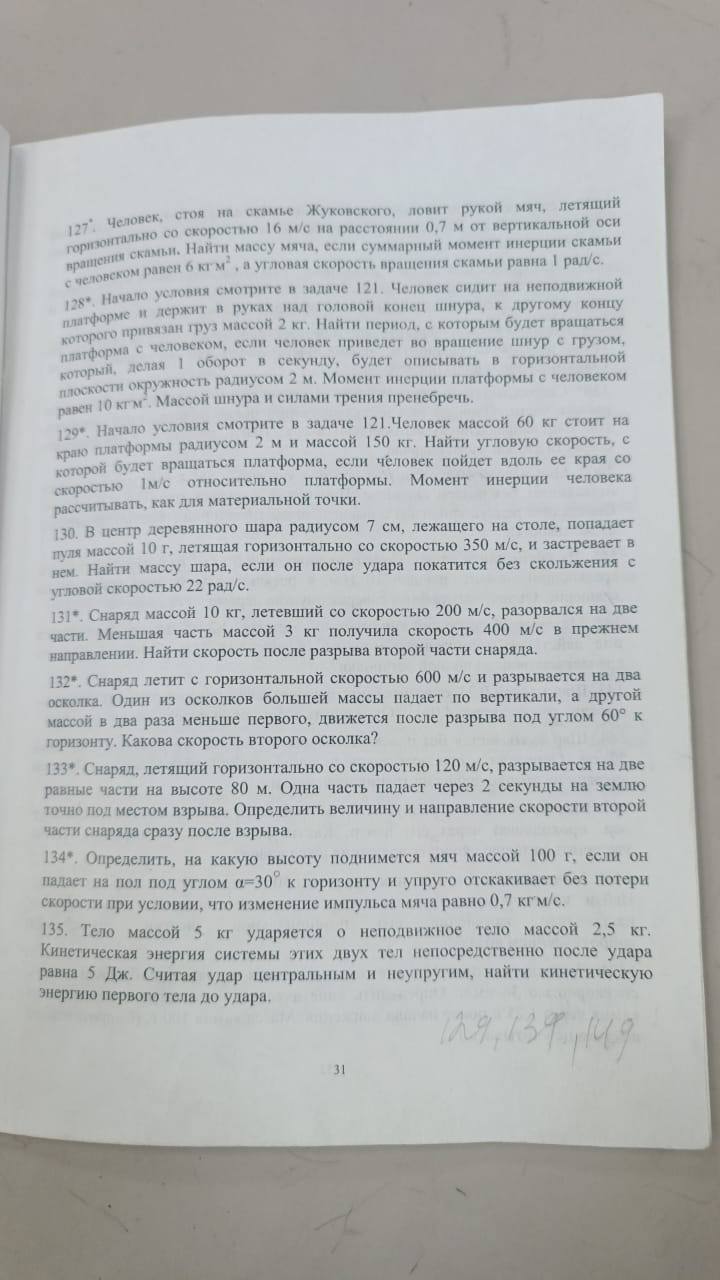 127*. Человек, стоя на скамье Жуковского, ловит рукой мяч, летящий
горизонтально со скоростью 16 м/с на расстоянии 0,7 м от вертикальной оси
вращения скамьи. Найти массу мяча, если суммарный момент инерции скамьи
с человеком равен 6 кг м², а угловая скорость вращения скамьи равна 1 рад/с.
128*. Начало условия смотрите в задаче 121. Человек сидит на неподвижной
платформе и держит в руках над головой конец шнура, к другому концу
которого привязан груз массой 2 кг. Найти период, с которым будет вращаться
платформа с человеком, если человек приведет во вращение шнур с грузом,
который, делая 1 оборот в секунду, будет описывать в горизонтальной
плоскости окружность радиусом 2 м. Момент инерции платформы с человеком
равен 10 кг м². Массой шнура и силами трения пренебречь.
129*. Начало условия смотрите в задаче 121.Человек массой 60 кг стоит на
краю платформы радиусом 2 м и массой 150 кг. Найти угловую скорость, с
которой будет вращаться платформа, если человек пойдет вдоль ее края со
скоростью 1м/с относительно платформы. Момент инерции человека
рассчитывать, как для материальной точки.
130. В центр деревянного шара радиусом 7 см, лежащего на столе, попадает
пуля массой 10 г, летящая горизонтально со скоростью 350 м/с, и застревает в
нем. Найти массу шара, если он после удара покатится без скольжения с
угловой скоростью 22 рад/с.
131*. Снаряд массой 10 кг, летевший со скоростью 200 м/с, разорвался на две
части. Меньшая часть массой 3 кг получила скорость 400 м/с в прежнем
направлении. Найти скорость после разрыва второй части снаряда.
132*. Снаряд летит с горизонтальной скоростью 600 м/с и разрывается на два
осколка. Один из осколков большей массы падает по вертикали, а другой
массой в два раза меньше первого, движется после разрыва под углом 60° к
горизонту. Какова скорость второго осколка?
133*. Снаряд, летящий горизонтально со скоростью 120 м/с, разрывается на две
равные части на высоте 80 м. Одна часть падает через 2 секунды на землю
точно под местом взрыва. Определить величину и направление скорости второй
части снаряда сразу после взрыва.
134*. Определить, на какую высоту поднимется мяч массой 100 г, если он
падает на пол под углом α=30° к горизонту и упруго отскакивает без потери
скорости при условии, что изменение импульса мяча равно 0,7 кг м/с.
135. Тело массой 5 кг ударяется о неподвижное тело массой 2,5 кг.
Кинетическая энергия системы этих двух тел непосредственно после удара
равна 5 Дж. Считая удар центральным и неупругим, найти кинетическую
энергию первого тела до удара.
129, 139, 149
31